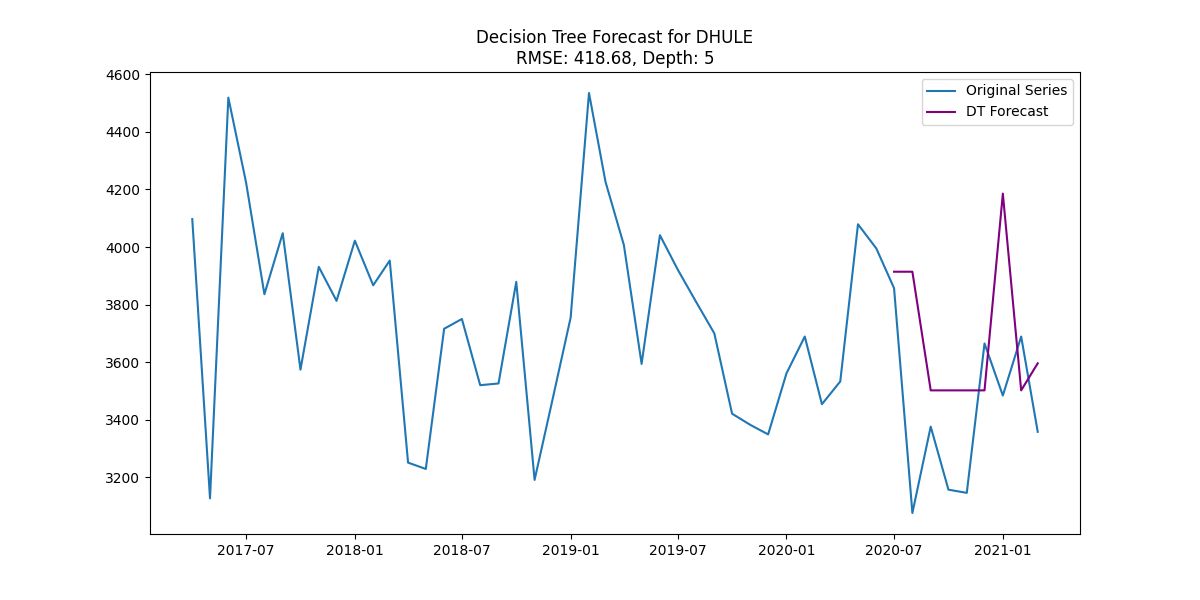 Decision Tree Forecast for DHULE
RMSE: 418.68, Depth: 5
Original Series
DT Forecast
4600
4400
4200
4000
3800
3600
3400
3200
2017-07 2018-01 2018-07 2019-01 2019-07 2020-01 2020-07 2021-01